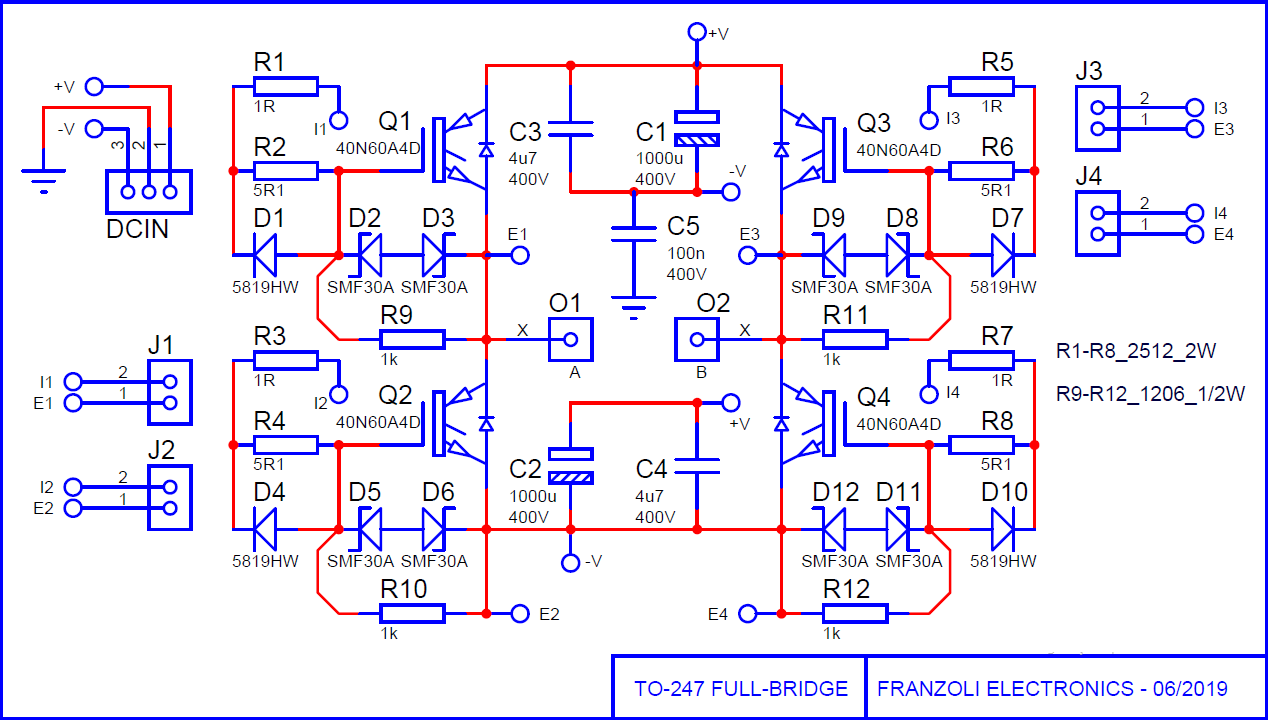 +V
-V
3
2
1
DCIN
R1
1R
I1
R2
5R1
Q1
40N60A4D
D1
5819HW
D2
SMF30A
D3
SMF30A
E1
R9
1k
C3
4u7
400V
C1
1000u
400V
+V
-V
C5
100n
400V
Q3
40N60A4D
R5
1R
I3
R6
5R1
D9
SMF30A
D8
SMF30A
D7
5819HW
E3
R11
1k
J3
2
1
I3
E3
J4
2
1
I4
E4
X
O1
A
O2
B
X
J1
I1
2
E1
1
J2
I2
2
E2
1
R3
1R
I2
R4
5R1
Q2
40N60A4D
D4
5819HW
D5
SMF30A
D6
SMF30A
R10
1k
E2
C2
1000u
400V
C4
4u7
400V
+V
-V
Q4
40N60A4D
R7
1R
I4
R8
5R1
D12
SMF30A
D11
SMF30A
D10
5819HW
E4
R12
1k
R1-R8_2512_2W
R9-R12_1206_1/2W
TO-247 FULL-BRIDGE
FRANZOLI ELECTRONICS - 06/2019